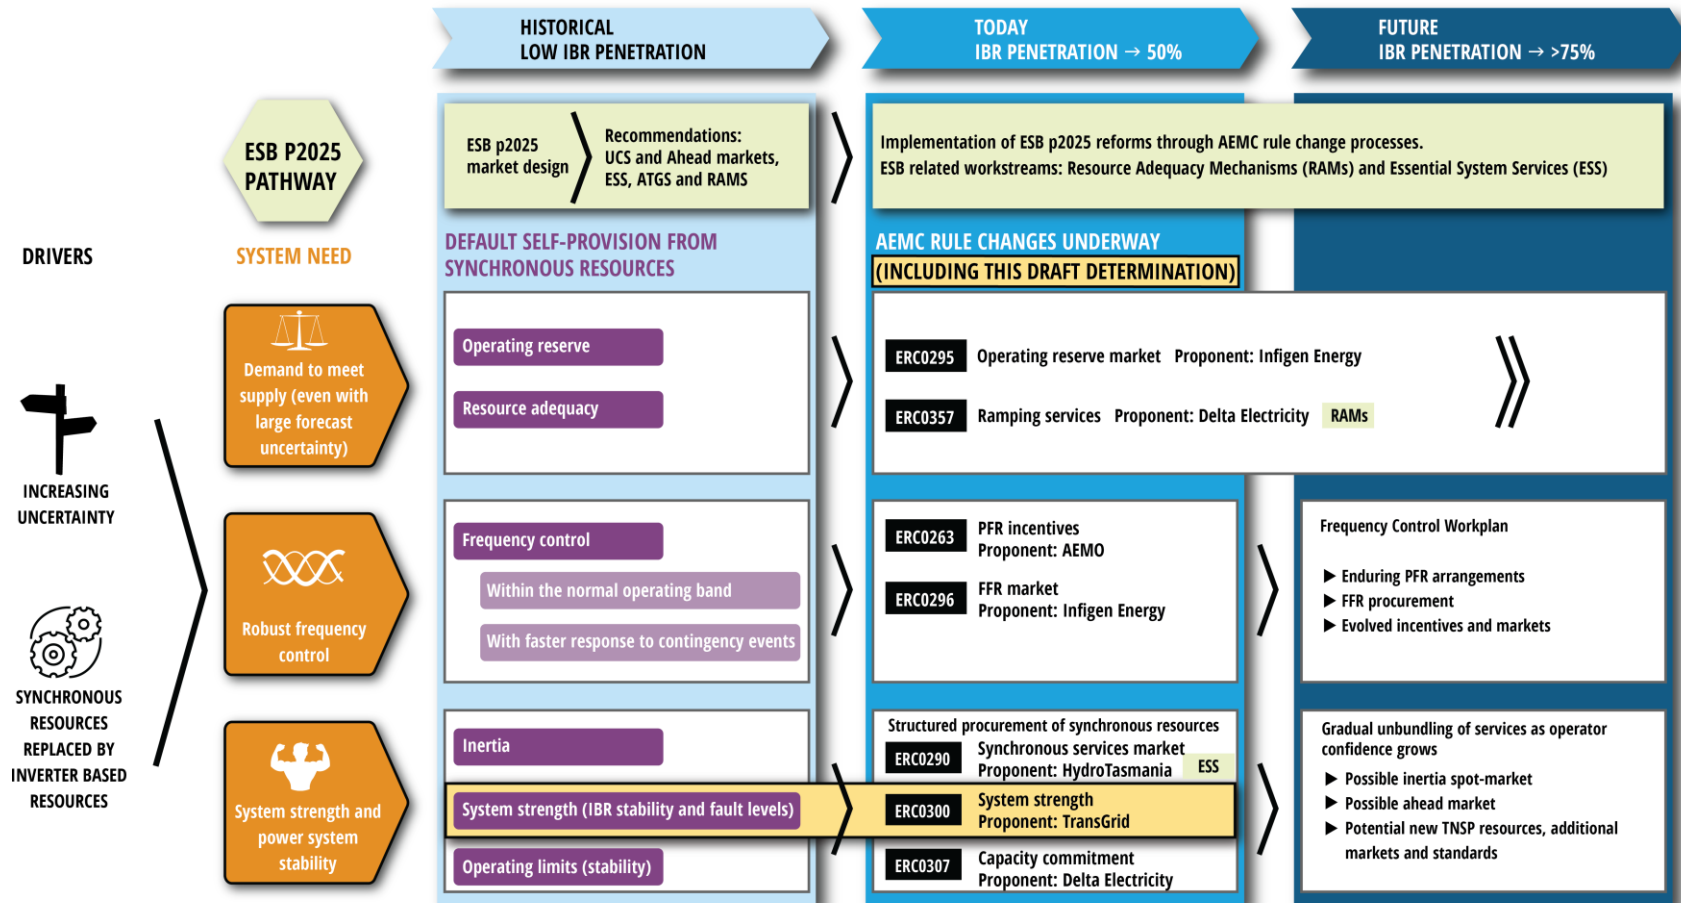 HISTORICAL
LOW IBR PENETRATION
TODAY
IBR PENETRATION → 50%
FUTURE
IBR PENETRATION → >75%
ESB P2025
PATHWAY
ESB p2025
market design
Recommendations:
UCS and Ahead markets,
ESS, ATGS and RAMS
Implementation of ESB p2025 reforms through AEMC rule change processes.
ESB related workstreams: Resource Adequacy Mechanisms (RAMs) and Essential System Services (ESS)
DRIVERS
SYSTEM NEED
DEFAULT SELF-PROVISION FROM
SYNCHRONOUS RESOURCES
AEMC RULE CHANGES UNDERWAY
(INCLUDING THIS DRAFT DETERMINATION)
INCREASING
UNCERTAINTY
SYNCHRONOUS
RESOURCES
REPLACED BY
INVERTER BASED
RESOURCES
Demand to meet
supply (even with
large forecast
uncertainty)
Operating reserve
Resource adequacy
ERC0295 Operating reserve market Proponent: Infigen Energy
ERC0357 Ramping services Proponent: Delta Electricity RAMs
Robust frequency
control
Frequency control
Within the normal operating band
With faster response to contingency events
ERC0263
PFR incentives
Proponent: AEMO
ERC0296
FFR market
Proponent: Infigen Energy
Frequency Control Workplan
▶ Enduring PFR arrangements
▶ FFR procurement
▶ Evolved incentives and markets
System strength and
power system
stability
Inertia
System strength (IBR stability and fault levels)
Operating limits (stability)
Structured procurement of synchronous resources
ERC0290
Synchronous services market
Proponent: HydroTasmania
ESS
ERC0300
System strength
Proponent: TransGrid
ERC0307
Capacity commitment
Proponent: Delta Electricity
Gradual unbundling of services as operator
confidence grows
▶ Possible inertia spot-market
▶ Possible ahead market
▶ Potential new TNSP resources, additional
markets and standards